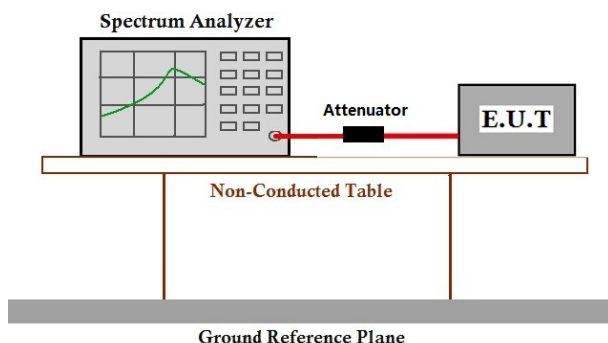 Spectrum Analyzer
Attenuator
E.U.T
Non-Conducted Table
Ground Reference Plane